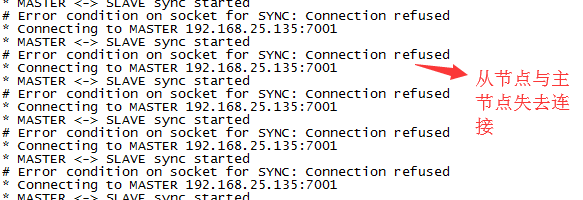 * MASTER <-> SLAVE sync started
# Error condition on socket for SYNC: Connection refused
* Connecting to MASTER 192.168.25.135:7001
* MASTER <-> SLAVE sync started
# Error condition on socket for SYNC: Connection refused
* Connecting to MASTER 192.168.25.135:7001
* MASTER <-> SLAVE sync started
# Error condition on socket for SYNC: Connection refused
* Connecting to MASTER 192.168.25.135:7001
* MASTER <-> SLAVE sync started
# Error condition on socket for SYNC: Connection refused
* Connecting to MASTER 192.168.25.135:7001
* MASTER <-> SLAVE sync started
# Error condition on socket for SYNC: Connection refused
* Connecting to MASTER 192.168.25.135:7001
* MASTER <-> SLAVE sync started
从节点与主
节点失去连
接